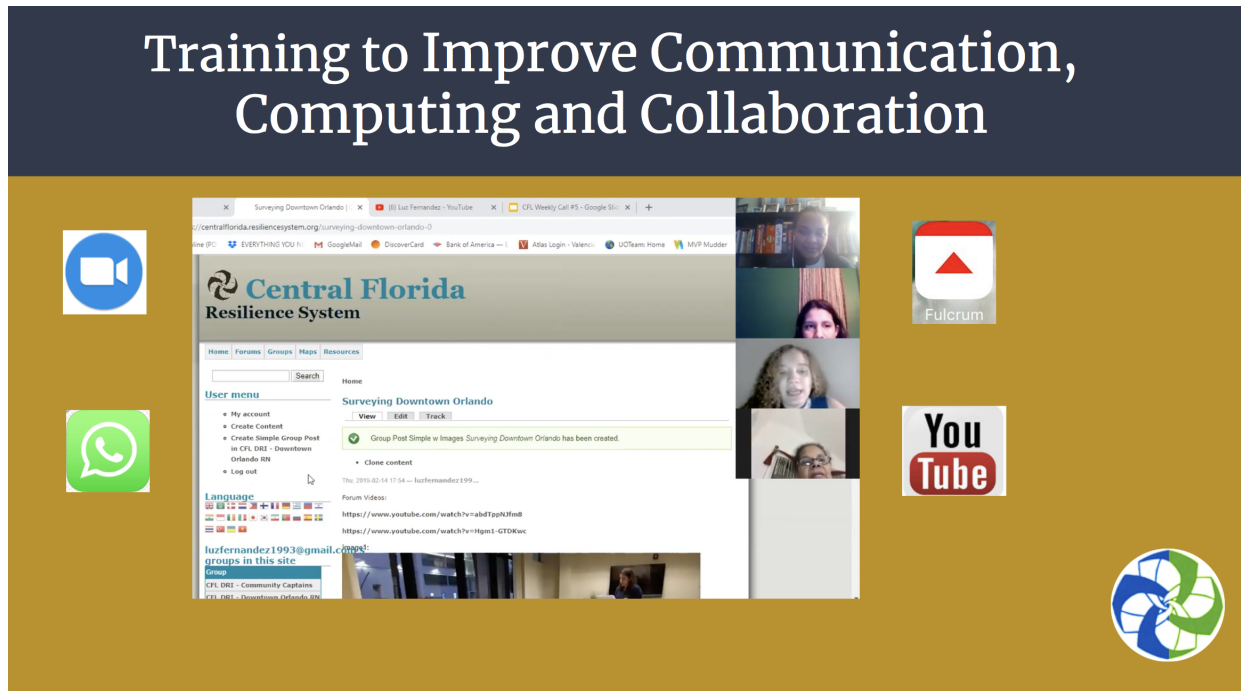 Training to Improve Communication,
Computing and Collaboration
Surveying Downtown Orlando |
(6) Luz Fernandez - YouTube
CFL Weekly Call #5 - Google Sli
centralflorida.resiliencesystem.org/surveying-downtown-orlando-0
EVERYTHING YOU
GoogleMail
DiscoverCard
Bank of America —
Atlas Login - Valenci
UOTeam: Home
MVP Mudder
Central Florida
Resilience System
Home Forums Groups Maps Resources
Search
Home
User menu
Surveying Downtown Orlando
View Edit Track
My account
Create Content
Create Simple Group Post
in CFL DRI - Downtown
Orlando RN
Log out
Group Post Simple w Images Surveying Downtown Orlando has been created.
Clone content
Thu, 2019-02-14 17:54 — luzfernandez199...
Language
Forum Videos:
https://www.youtube.com/watch?v=abdTppNJfm8
https://www.youtube.com/watch?v=Hgm1-GTDKwc
luzfernandez1993@gmail.com's
groups in this site
Group
CFL DRI - Community Captains
CFL DRI - Downtown Orlando RN
Fulcrum
You
Tube